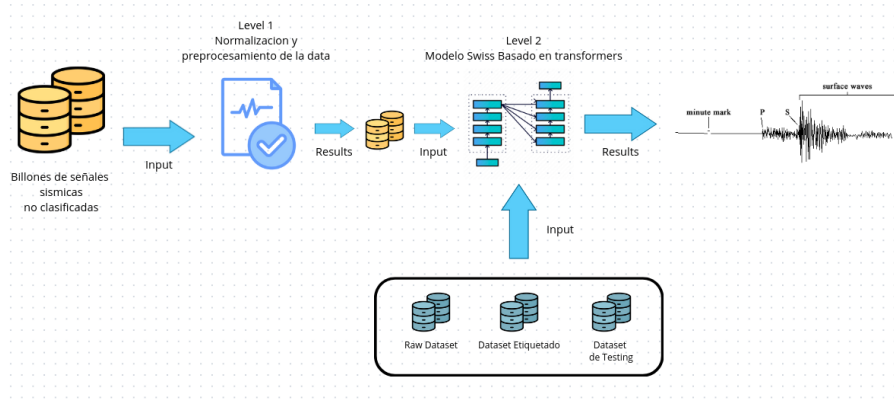 Level 1
Normalizacion y
preprocesamiento de la data
Level 2
Modelo Swiss Basado en transformers
surface waves
minute mark
P
S
Input
Results
Input
Results
Billones de señales
sismicas
no clasificadas
Input
Raw Dataset
Dataset Etiquetado
Dataset
de Testing